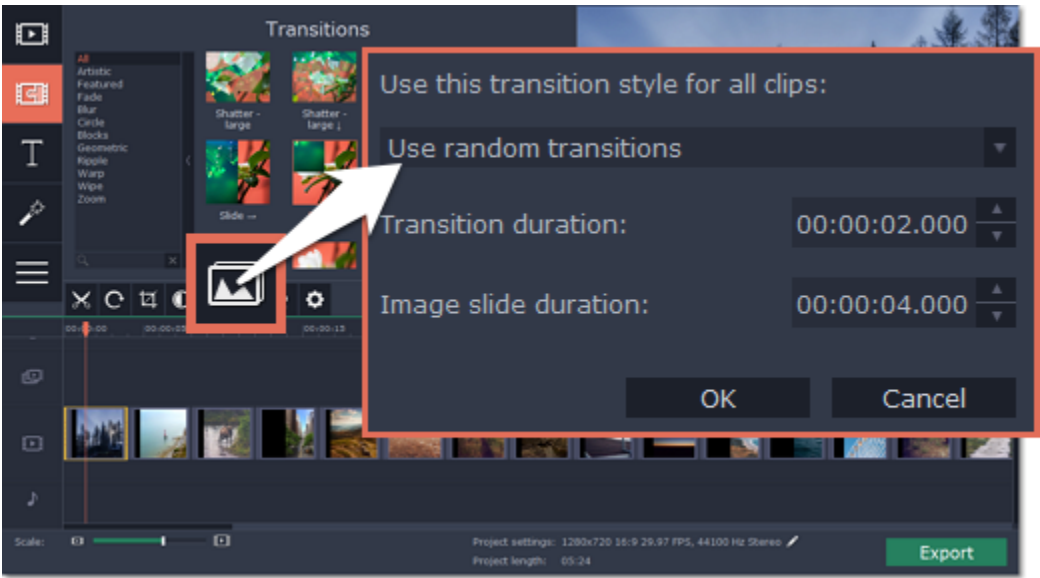 Transitions
All
Artistic
Featured
Fade
Blur
Circle
Blocks
Geometric
Ripple
Warp
Wipe
Zoom
Shatter -
large
Shatter -
large ↓
Slide →
Use this transition style for all clips:
Use random transitions
Transition duration:
00:00:02.000
Image slide duration:
00:00:04.000
OK
Cancel
00:00:15
Scale:
Project settings: 1280x720 16:9 29.97 FPS, 44100 Hz Stereo
Project length: 05:24
Export